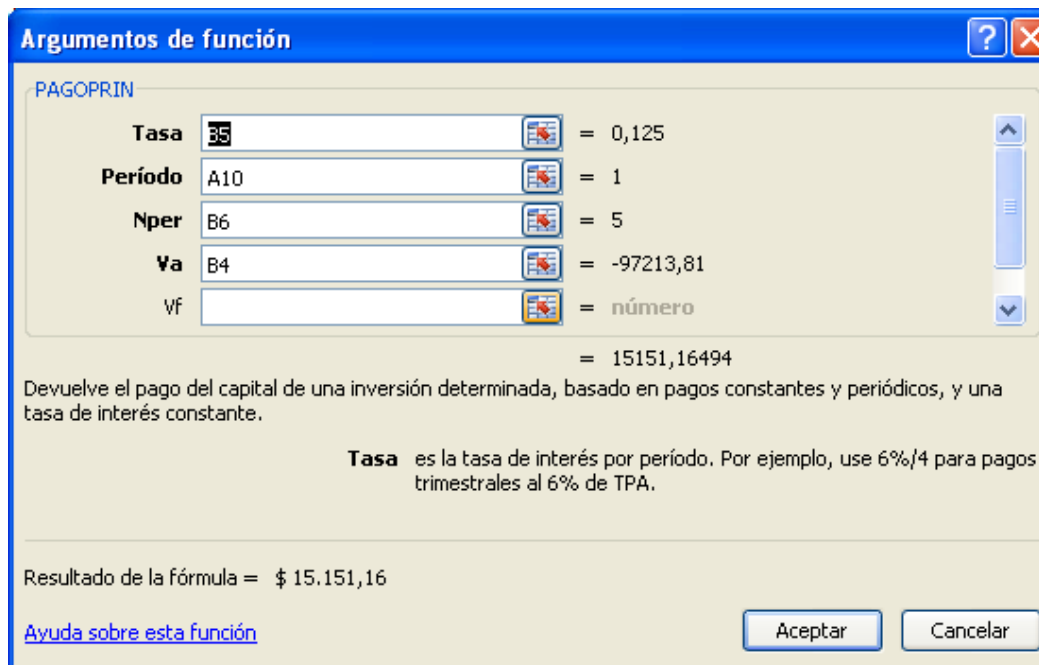 Argumentos de función
PAGOPRIN
Tasa B5 = 0,125
Período A10 = 1
Nper B6 = 5
Va B4 = -97213,81
Vf = número
= 15151,16494
Devuelve el pago del capital de una inversión determinada, basado en pagos constantes y periódicos, y una
tasa de interés constante.
Tasa es la tasa de interés por período. Por ejemplo, use 6%/4 para pagos
trimestrales al 6% de TPA.
Resultado de la fórmula = $ 15.151,16
Ayuda sobre esta función
Aceptar Cancelar